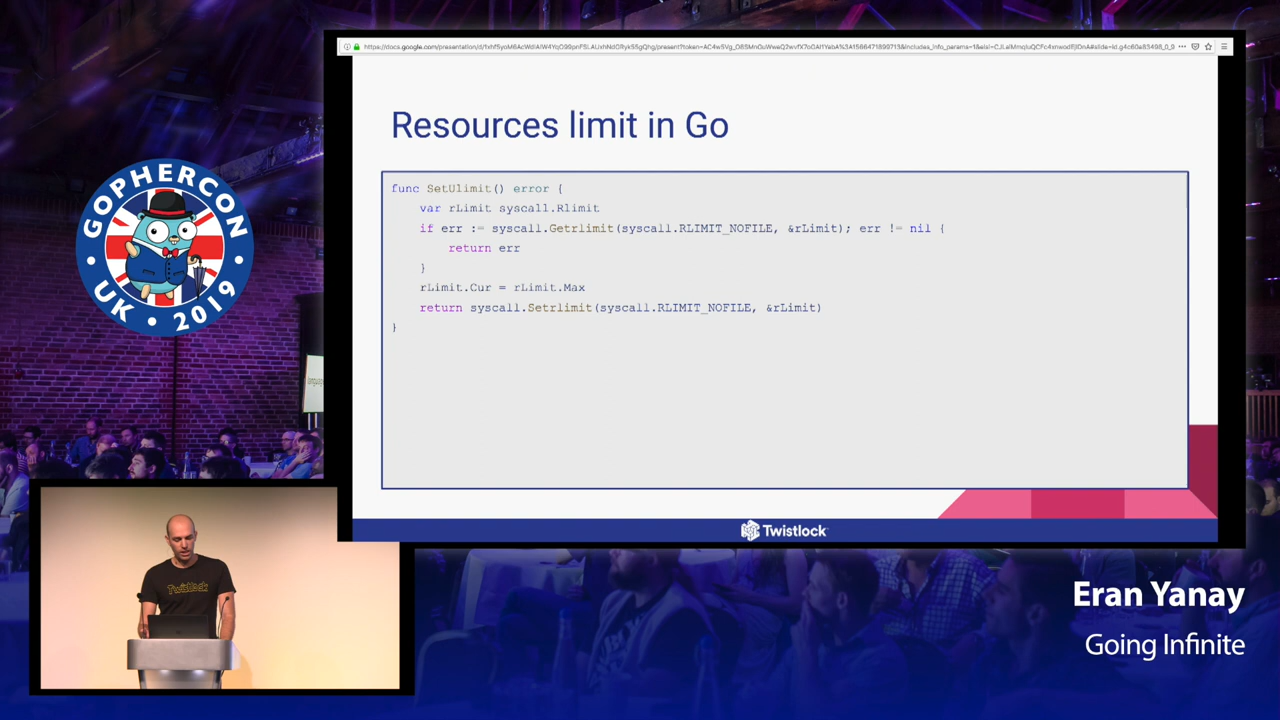 GOPHERCON
UK • 2019
Resources limit in Go
func SetUlimit() error {
var rLimit syscall.Rlimit
if err := syscall.Getrlimit(syscall.RLIMIT_NOFILE, &rLimit); err != nil {
return err
}
rLimit.Cur = rLimit.Max
return syscall.Setrlimit(syscall.RLIMIT_NOFILE, &rLimit)
}
Twistlock
Twistlock
Eran Yanay
Going Infinite